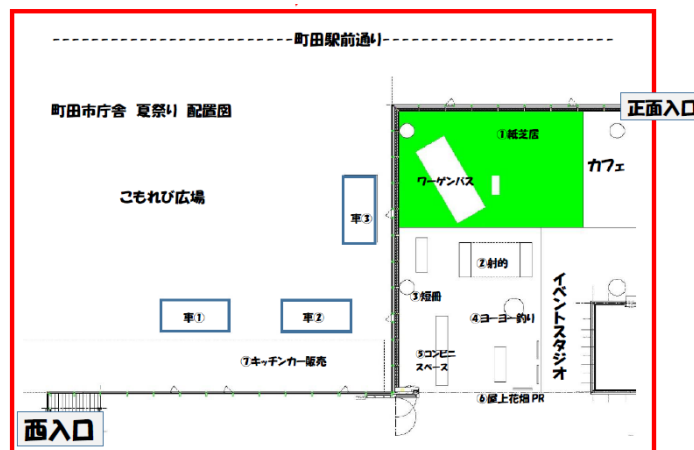 町田駅前通り
町田市庁舎 夏祭り 配置図
正面入口
①紙芝居
カフェ
ワーゲンバス
こもれび広場
車③
②射的
イベントスタジオ
③短冊
④ヨーヨー釣り
車①
車②
⑤コンビニ
スペース
⑦キッチンカー販売
⑥屋上花畑 PR
西入口